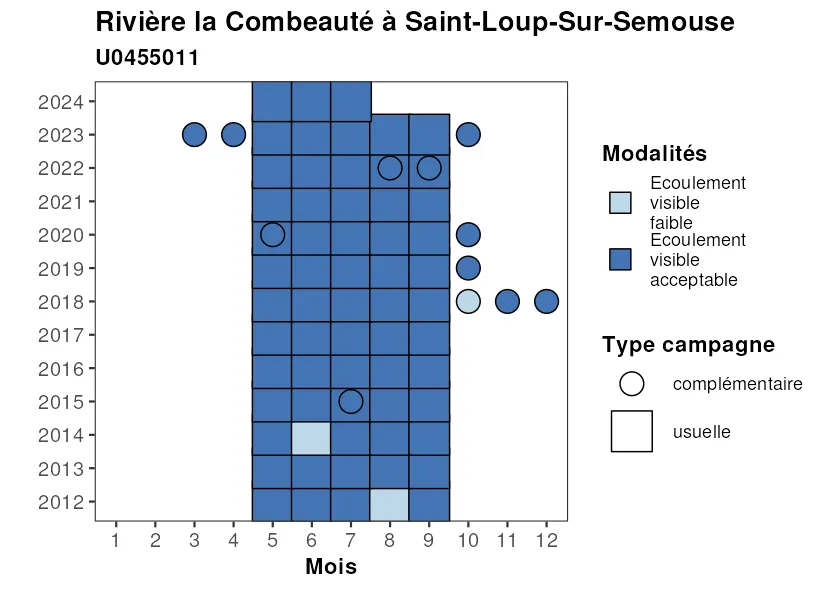 Rivière la Combeauté à Saint-Loup-Sur-Semouse
U0455011
2024
2023
2022
2021
2020
2019
2018
2017
2016
2015
2014
2013
2012
1 2 3 4 5 6 7 8 9 10 11 12
Mois
Modalités
Ecoulement
visible
faible
Ecoulement
visible
acceptable
Type campagne
complémentaire
usuelle